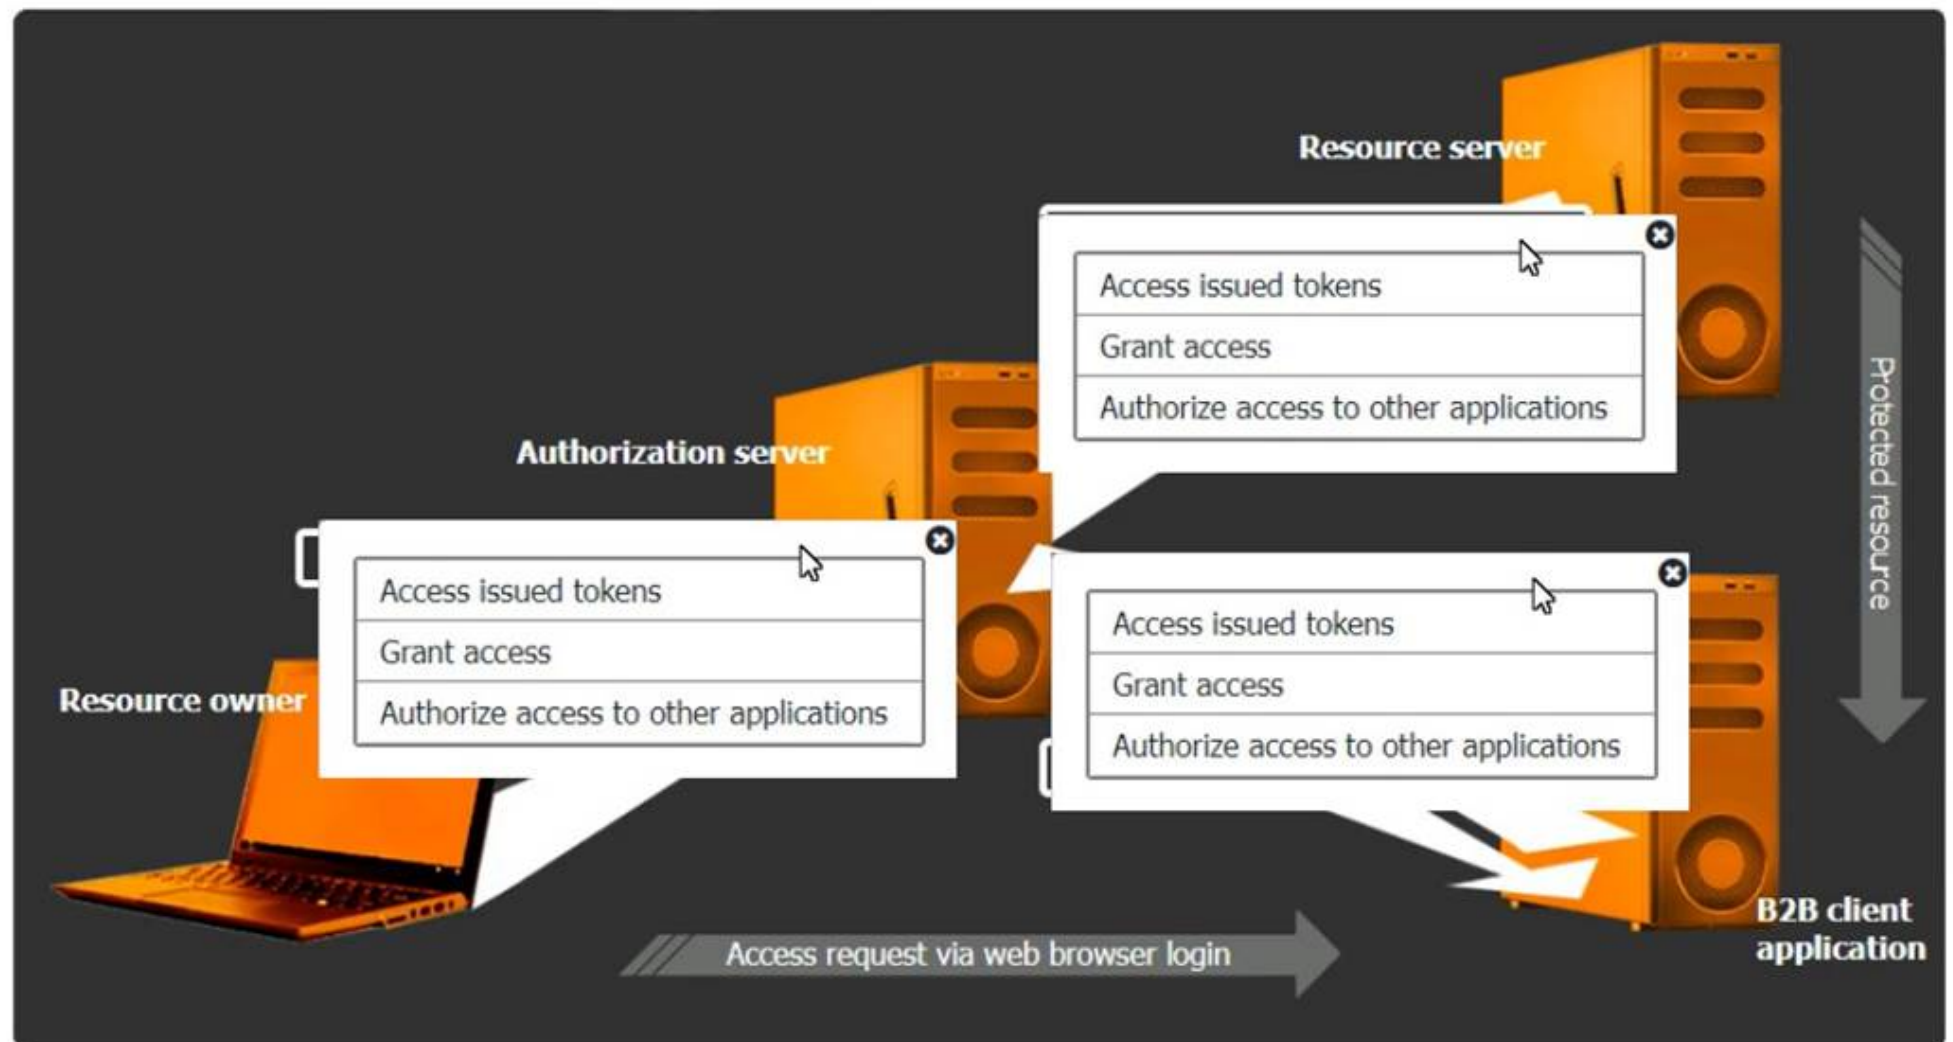 Resource server
Access issued tokens
Grant access
Authorize access to other applications
Authorization server
Access issued tokens
Grant access
Authorize access to other applications
Access issued tokens
Grant access
Authorize access to other applications
Resource owner
Protected resource
B2B client
application
Access request via web browser login